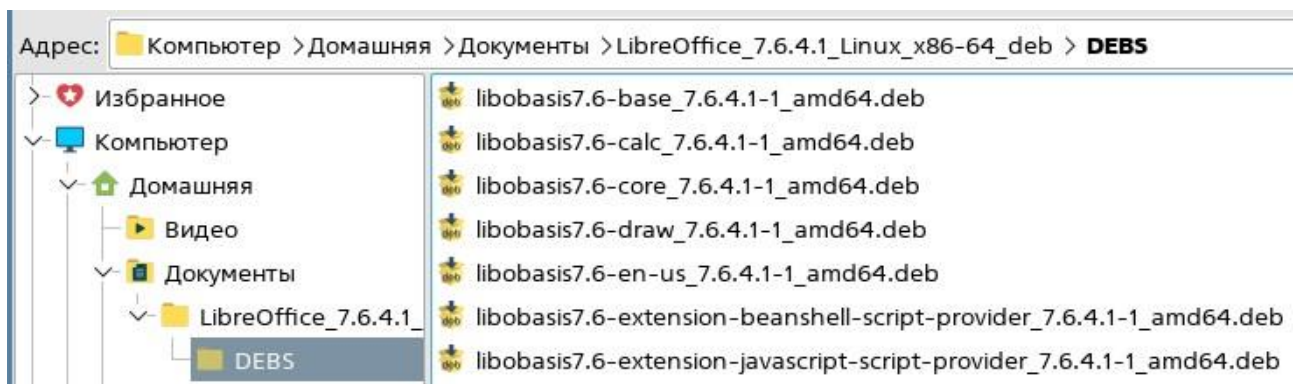 Адрес: Компьютер >Домашняя >Документы >LibreOffice_7.6.4.1_Linux_x86-64_deb > DEBS
Избранное
Компьютер
Домашняя
Видео
Документы
LibreOffice_7.6.4.1_
DEBS
libobasis7.6-base_7.6.4.1-1_amd64.deb
libobasis7.6-calc_7.6.4.1-1_amd64.deb
libobasis7.6-core_7.6.4.1-1_amd64.deb
libobasis7.6-draw_7.6.4.1-1_amd64.deb
libobasis7.6-en-us_7.6.4.1-1_amd64.deb
libobasis7.6-extension-beanshell-script-provider_7.6.4.1-1_amd64.deb
libobasis7.6-extension-javascript-script-provider_7.6.4.1-1_amd64.deb